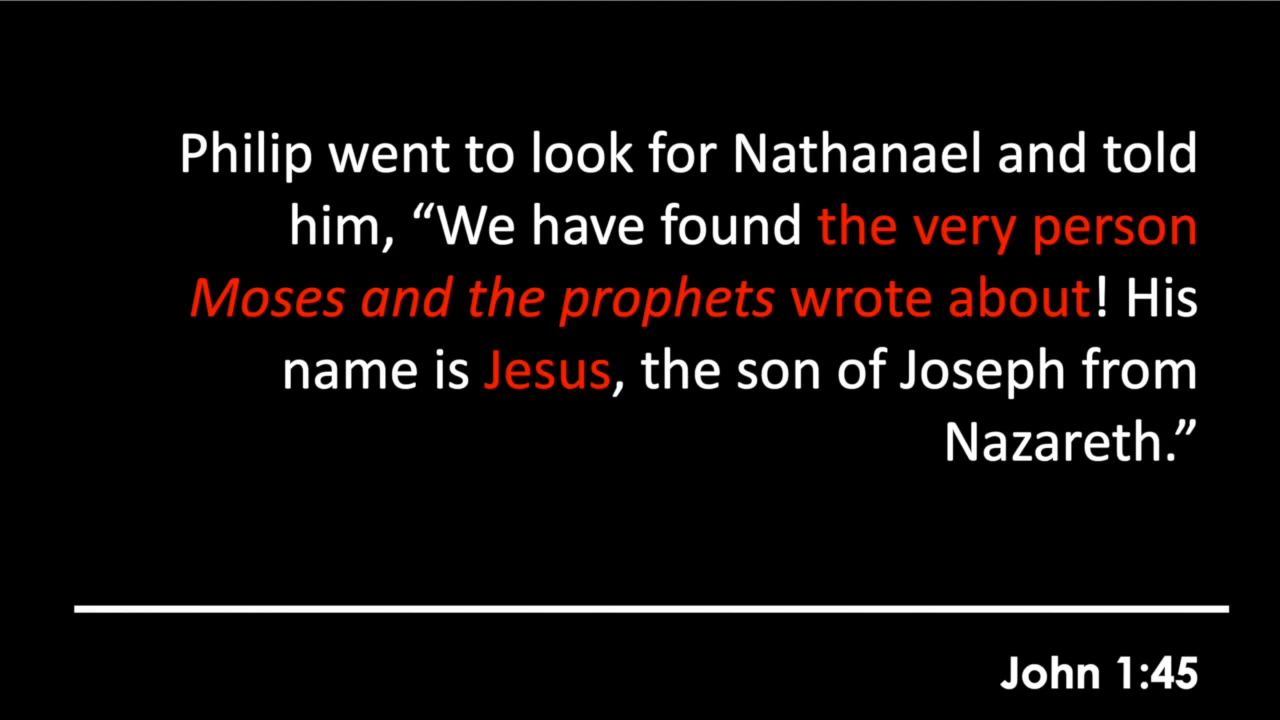 Philip went to look for Nathanael and told
him, “We have found the very person
Moses and the prophets wrote about! His
name is Jesus, the son of Joseph from
Nazareth.”
John 1:45